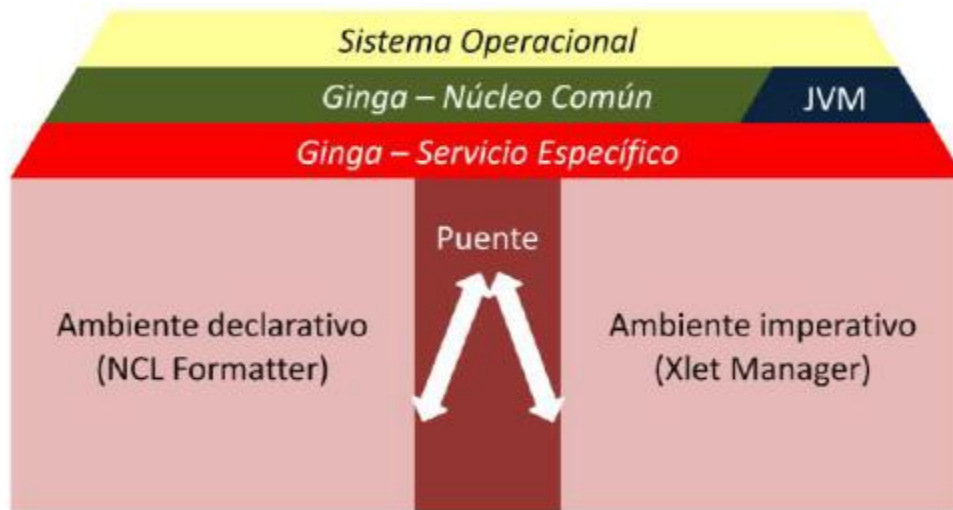 Sistema Operacional
Ginga – Núcleo Común
JVM
Ginga – Servicio Específico
Puente
Ambiente declarativo
(NCL Formatter)
Ambiente imperativo
(Xlet Manager)